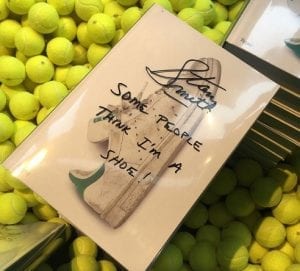 Stan
Smith
SOME PEOPLE
THINK I'M A
SHOE!